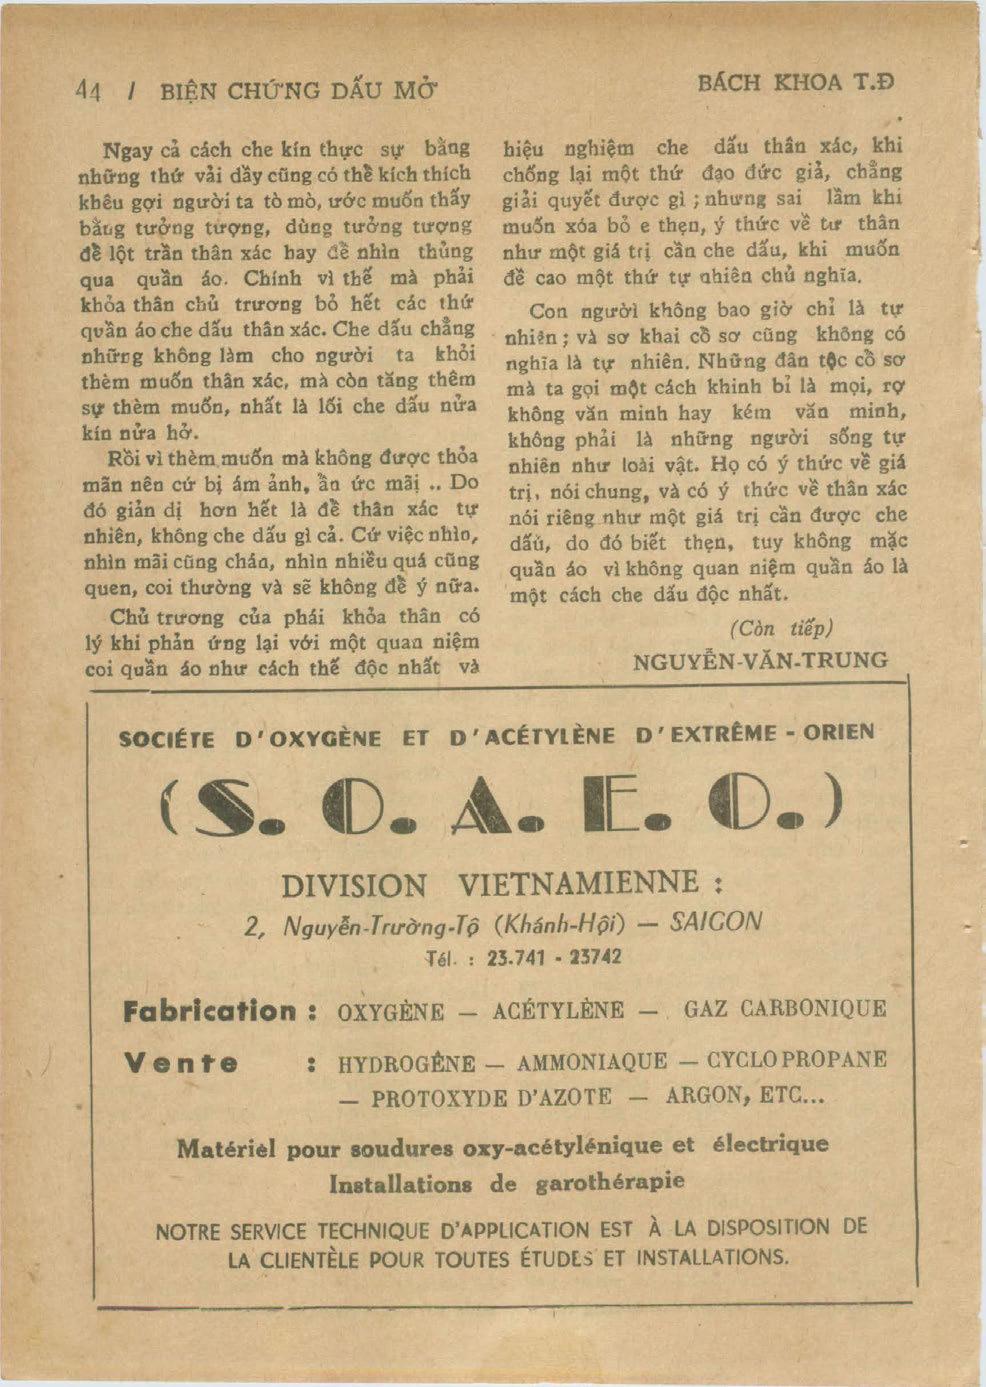 44 / BIỆN CHỨNG DẤU MỞ
BÁCH KHOA T.Đ
Ngay cả cách che kín thực sự bằng
những thứ vải dầy cũng có thể kích thích
khêu gợi người ta tò mò, ước muốn thấy
bằng tưởng tượng, dùng tưởng tượng
để lột trần thân xác hay để nhìn thủng
qua quần áo. Chính vì thế mà phái
khỏa thân chủ trương bỏ hết các thứ
quần áo che dấu thân xác. Che dấu chẳng
những không làm cho người ta khỏi
thèm muốn thân xác, mà còn tăng thêm
sự thèm muốn, nhất là lối che dấu nửa
kín nửa hở.
Rồi vì thèm muốn mà không được thỏa
mãn nên cứ bị ám ảnh, ẩn ức mãi .. Do
đó giản dị hơn hết là để thân xác tự
nhiên, không che dấu gì cả. Cứ việc nhìn,
nhìn mãi cũng chán, nhìn nhiều quá cũng
quen, coi thường và sẽ không để ý nữa.
Chủ trương của phái khỏa thân có
lý khi phản ứng lại với một quan niệm
coi quần áo như cách thế độc nhất và
hiệu nghiệm che dấu thân xác, khi
chống lại một thứ đạo đức giả, chẳng
giải quyết được gì ; nhưng sai lầm khi
muốn xóa bỏ e thẹn, ý thức về tư thân
như một giá trị cần che dấu, khi muốn
đề cao một thứ tự nhiên chủ nghĩa.
Con người không bao giờ chỉ là tự
nhiên ; và sơ khai cổ sơ cũng không có
nghĩa là tự nhiên. Những dân tộc cổ sơ
mà ta gọi một cách khinh bỉ là mọi, rợ
không văn minh hay kém văn minh,
không phải là những người sống tự
nhiên như loài vật. Họ có ý thức về giá
trị, nói chung, và có ý thức về thân xác
nói riêng như một giá trị cần được che
dấu, do đó biết thẹn, tuy không mặc
quần áo vì không quan niệm quần áo là
một cách che dấu độc nhất.
(Còn tiếp)
NGUYỄN-VĂN-TRUNG
SOCIÉTE D'OXYGÈNE ET D'ACÉTYLÈNE D'EXTRÊME - ORIEN
(S. O. A. E. O.)
DIVISION VIETNAMIENNE :
2, Nguyễn-Trường-Tộ (Khánh-Hội) — SAIGON
Tél. : 23.741 - 23742
Fabrication : OXYGÈNE — ACÉTYLÈNE — GAZ CARBONIQUE
Vente : HYDROGÊNE — AMMONIAQUE — CYCLOPROPANE
— PROTOXYDE D'AZOTE — ARGON, ETC...
Matériel pour soudures oxy-acétylénique et électrique
Installations de garothérapie
NOTRE SERVICE TECHNIQUE D'APPLICATION EST À LA DISPOSITION DE
LA CLIENTÈLE POUR TOUTES ÉTUDES ET INSTALLATIONS.